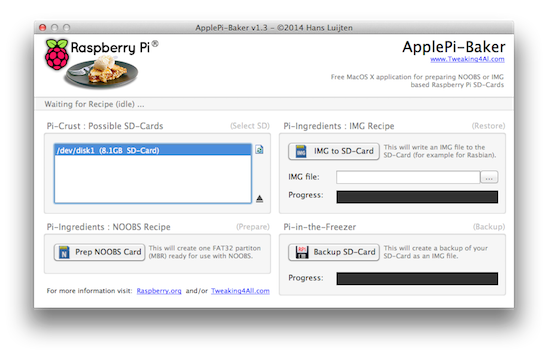 ApplePi-Baker v1.3 - ©2014 Hans Luijten
Raspberry Pi®
ApplePi-Baker
www.Tweaking4All.com
Free MacOS X application for preparing NOOBS or IMG
based Raspberry Pi SD-Cards
Waiting for Recipe (idle) ...
Pi-Crust : Possible SD-Cards (Select SD)
/dev/disk1 (8.1GB SD-Card)
Pi-Ingredients : IMG Recipe (Restore)
IMG
IMG to SD-Card
This will write an IMG file to the
SD-Card (for example for Rasbian).
IMG file: ...
Progress:
Pi-Ingredients : NOOBS Recipe (Prepare)
N
Prep NOOBS Card
This will create one FAT32 partiton
(MBR) ready for use with NOOBS.
Pi-in-the-Freezer (Backup)
Backup SD-Card
This will create a backup of your
SD-Card as an IMG file.
Progress:
For more information visit: Raspberry.org and/or Tweaking4All.com